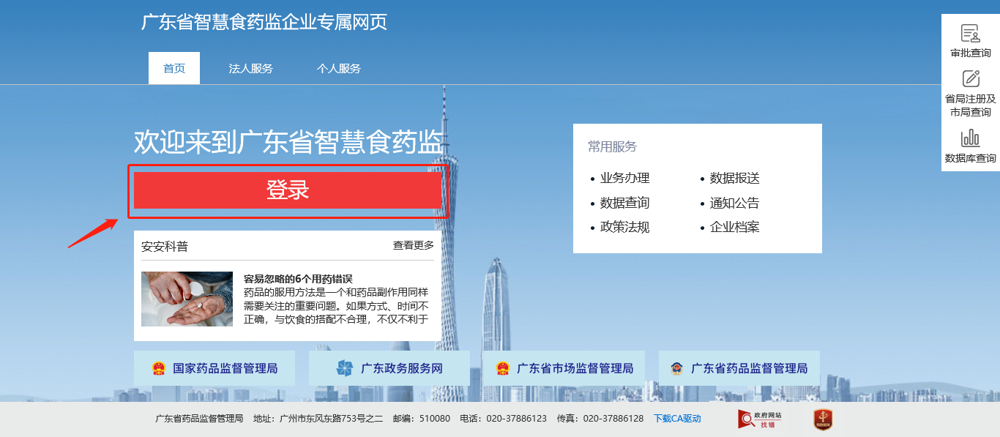 广东省智慧食药监企业专属网页
首页
法人服务
个人服务
审批查询
省局注册及
市局查询
数据库查询
欢迎来到广东省智慧食药监
登录
常用服务
业务办理
数据报送
数据查询
通知公告
政策法规
企业档案
安安科普
查看更多
容易忽略的6个用药错误
药品的服用方法是一个和药品副作用同样
需要关注的重要问题。如果方式、时间不
正确，与饮食的搭配不合理，不仅不利于
国家药品监督管理局
广东政务服务网
广东省市场监督管理局
广东省药品监督管理局
广东省药品监督管理局 地址：广州市东风东路753号之二 邮编：510080 电话：020-37886123 传真：020-37886128 下载CA驱动
政府网站
找错